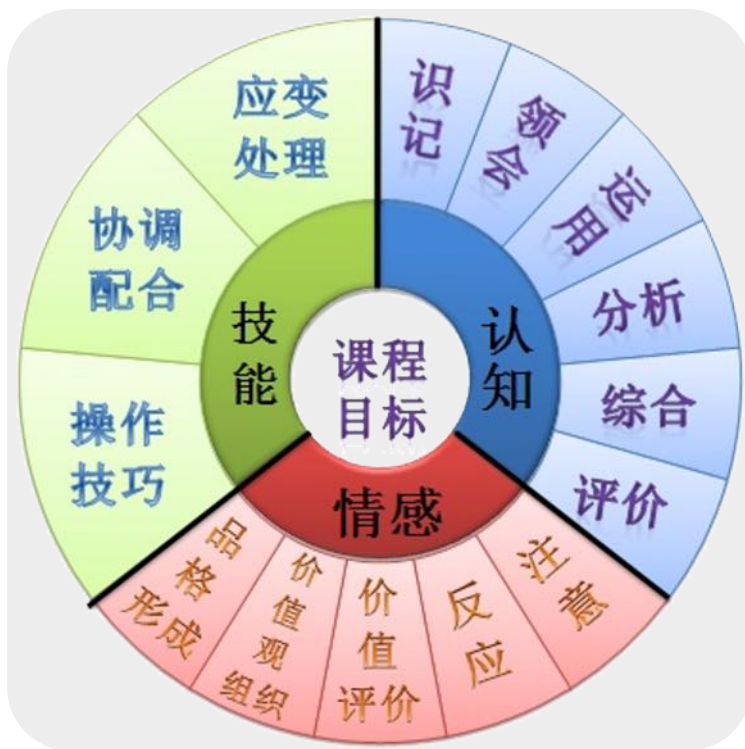 课程
目标
认
知
识
记
领
会
运
用
分析
综合
评价
情感
注
意
反
应
价
值
评价
价
值
观
组织
品
格
形成
技
能
操作
技巧
协调
配合
应变
处理